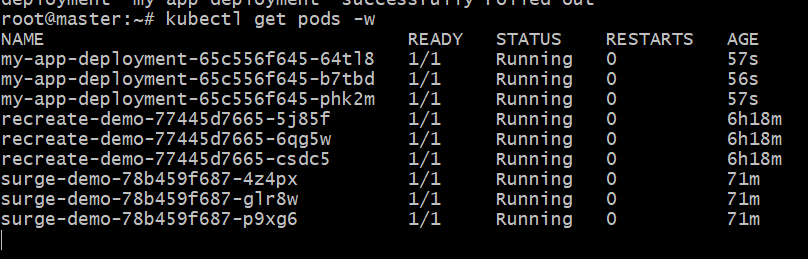 deployment "my-app-deployment" successfully rolled out
root@master:~# kubectl get pods -w
NAME READY STATUS RESTARTS AGE
my-app-deployment-65c556f645-64tl8 1/1 Running 0 57s
my-app-deployment-65c556f645-b7tbd 1/1 Running 0 56s
my-app-deployment-65c556f645-phk2m 1/1 Running 0 57s
recreate-demo-77445d7665-5j85f 1/1 Running 0 6h18m
recreate-demo-77445d7665-6qg5w 1/1 Running 0 6h18m
recreate-demo-77445d7665-csdc5 1/1 Running 0 6h18m
surge-demo-78b459f687-4z4px 1/1 Running 0 71m
surge-demo-78b459f687-glr8w 1/1 Running 0 71m
surge-demo-78b459f687-p9xg6 1/1 Running 0 71m